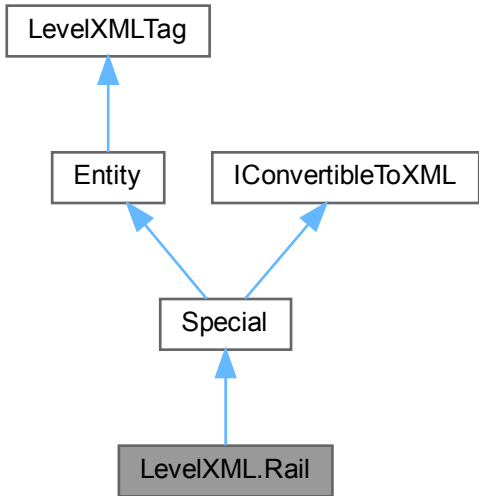 LevelXMLTag
Entity
IConvertibleToXML
Special
LevelXML.Rail